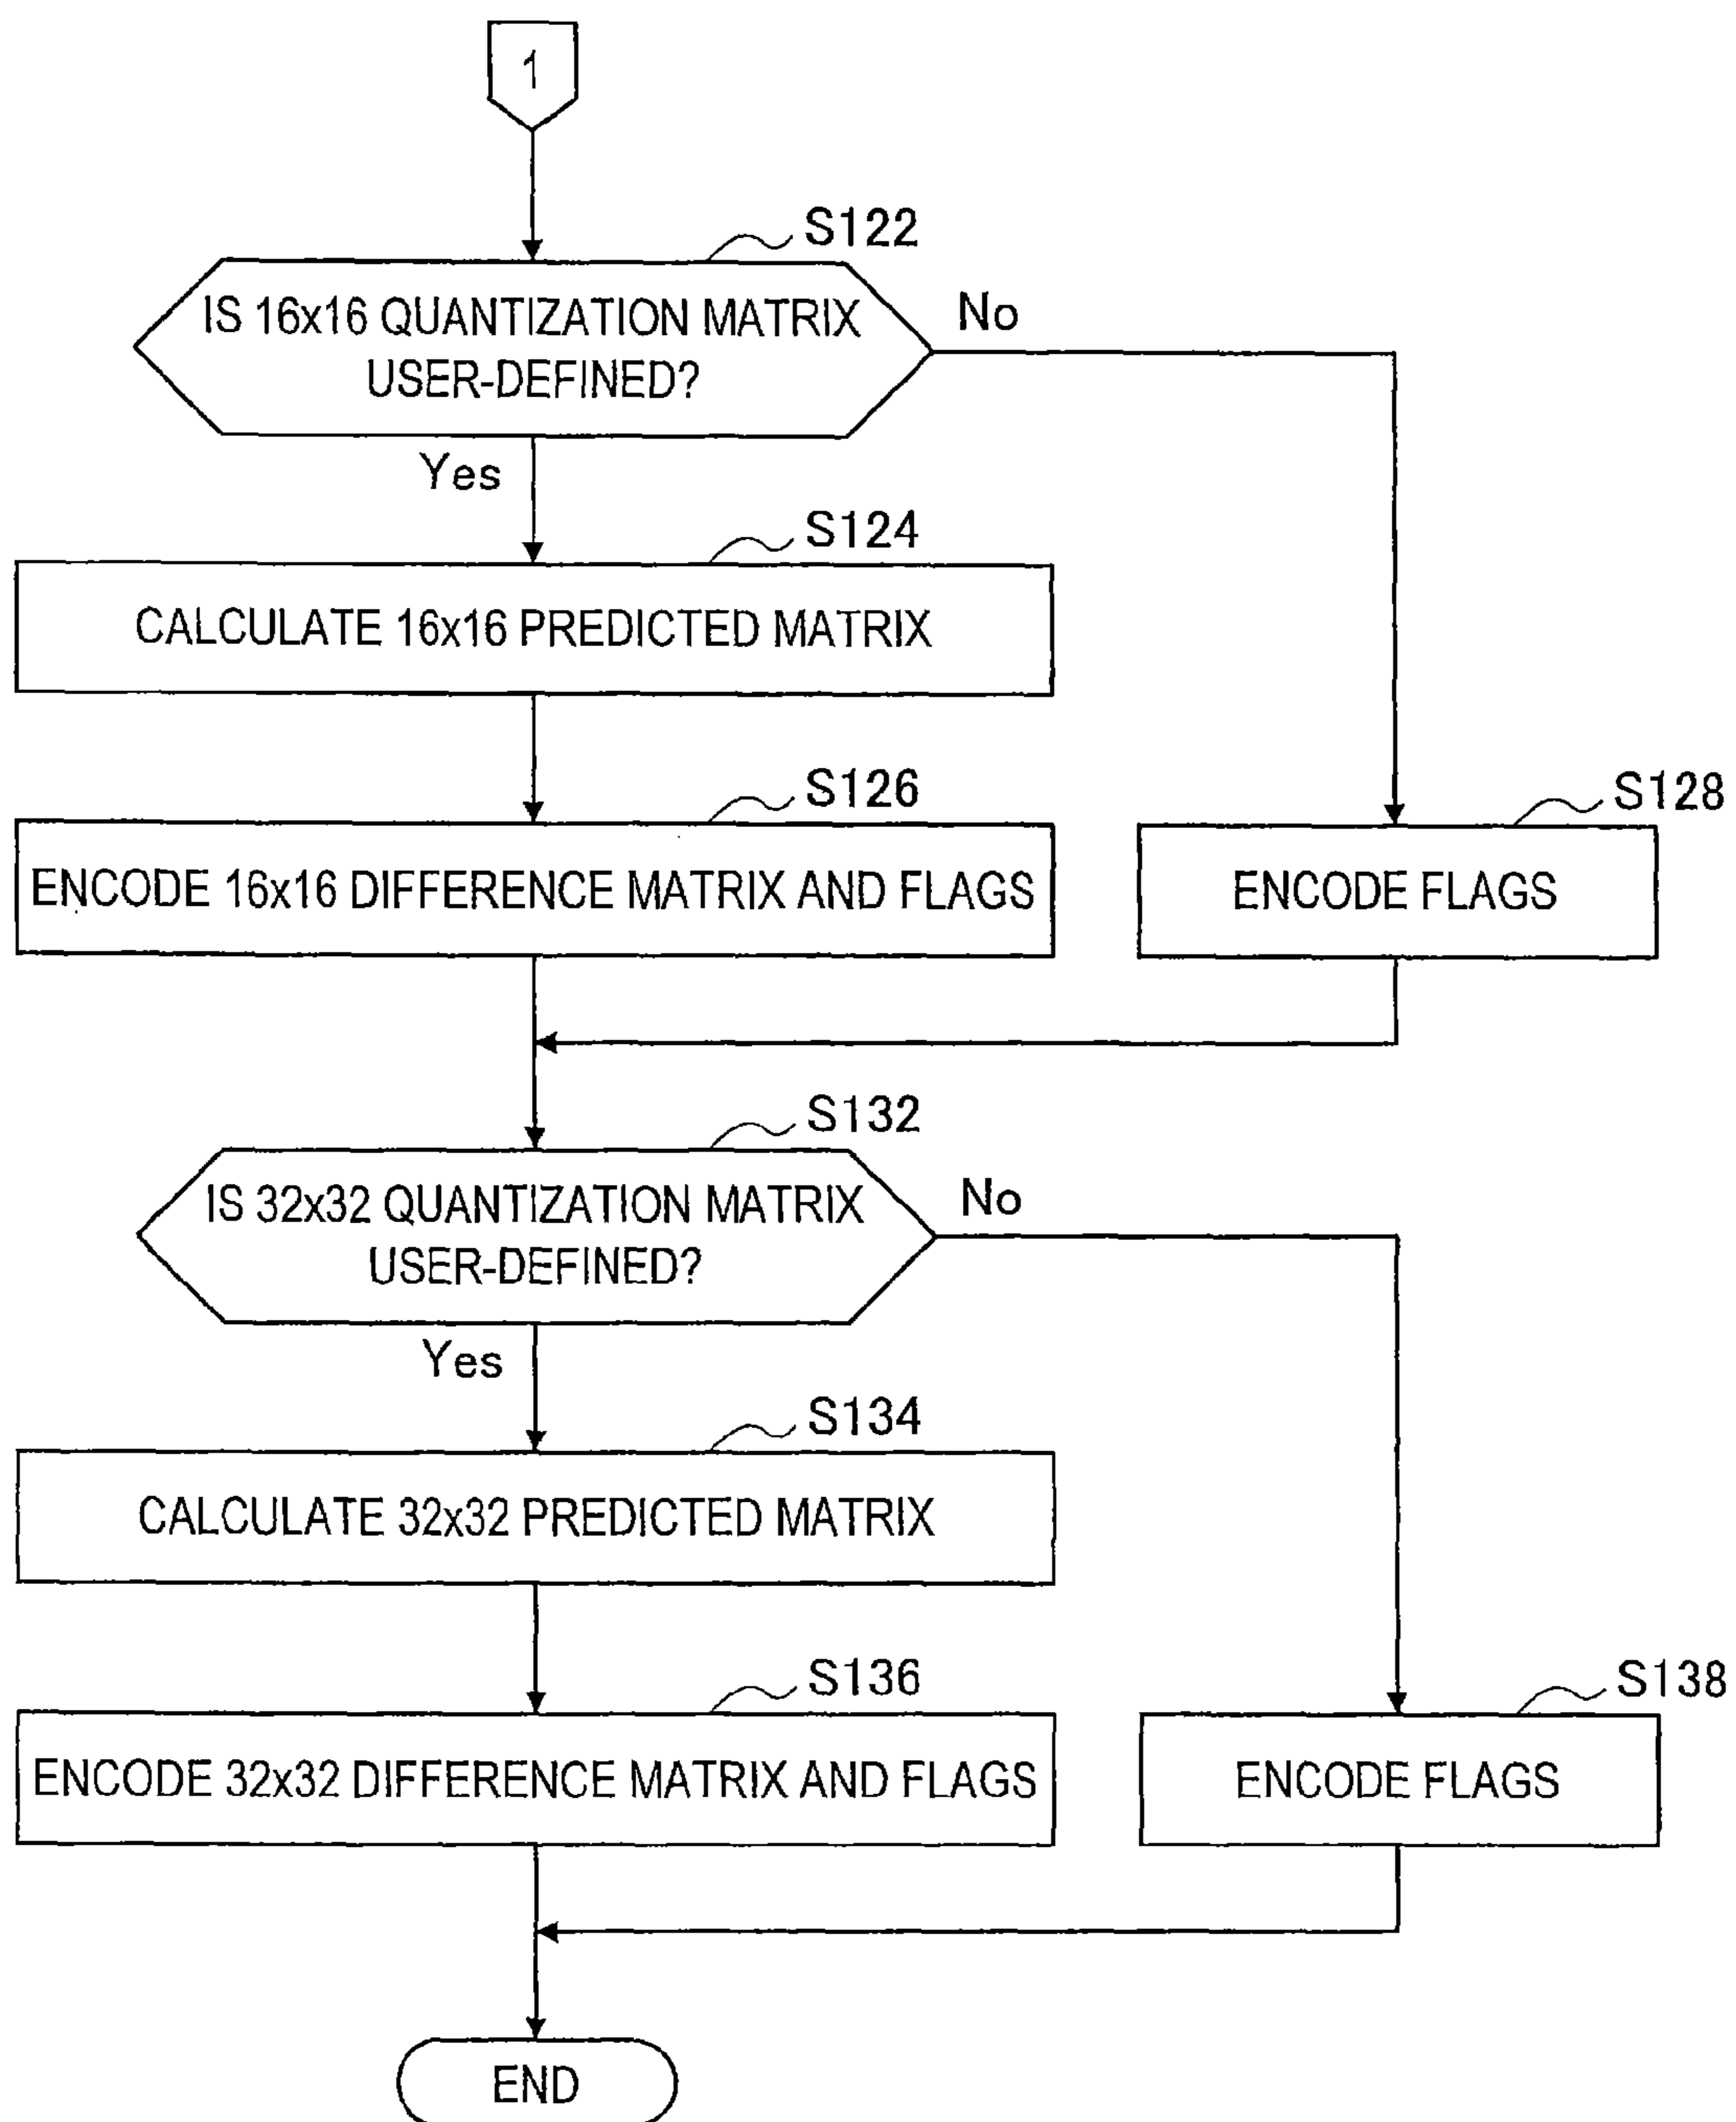 1
S122
IS 16x16 QUANTIZATION MATRIX
USER-DEFINED?
No
Yes
S124
CALCULATE 16x16 PREDICTED MATRIX
S126
ENCODE 16x16 DIFFERENCE MATRIX AND FLAGS
S128
ENCODE FLAGS
S132
IS 32x32 QUANTIZATION MATRIX
USER-DEFINED?
No
Yes
S134
CALCULATE 32x32 PREDICTED MATRIX
S136
ENCODE 32x32 DIFFERENCE MATRIX AND FLAGS
S138
ENCODE FLAGS
END